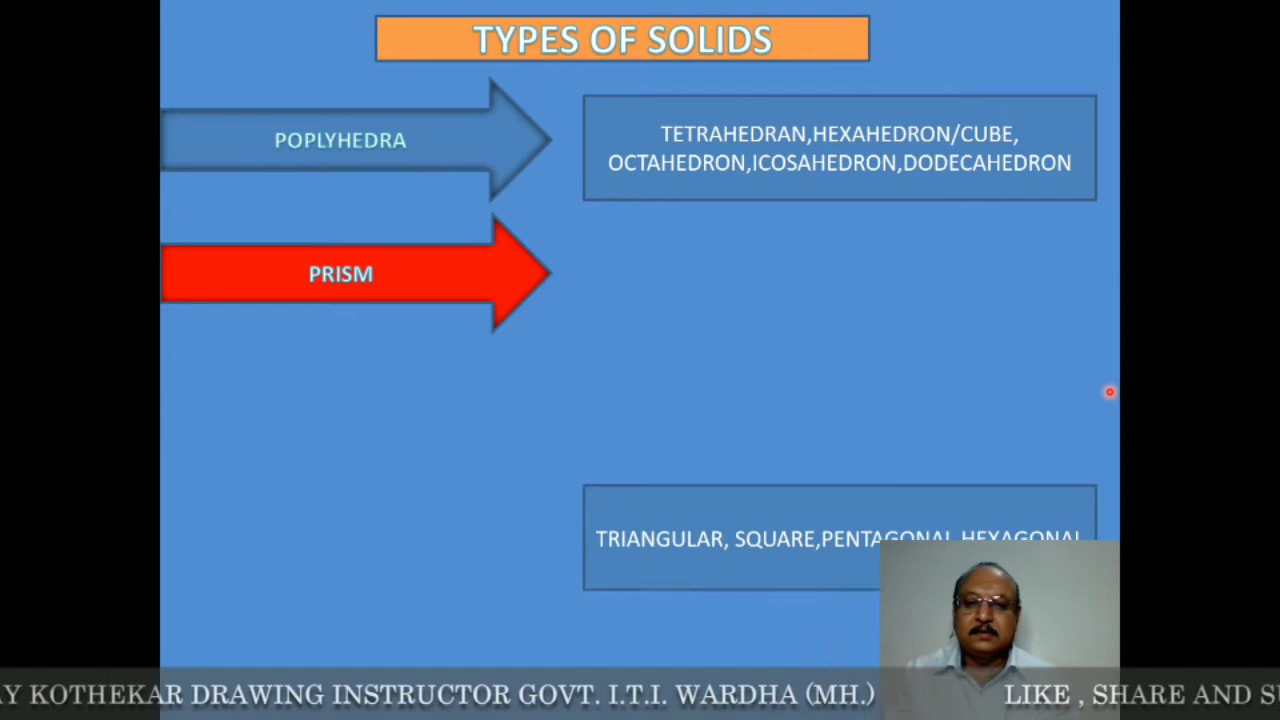 TYPES OF SOLIDS
POPLYHEDRA
TETRAHEDRAN,HEXAHEDRON/CUBE,
OCTAHEDRON,ICOSAHEDRON,DODECAHEDRON
PRISM
TRIANGULAR, SQUARE,PENTAGONAL,HEXAGONAL
KOTHEKAR DRAWING INSTRUCTOR GOVT. I.T.I. WARDHA (MH.) LIKE , SHARE AND